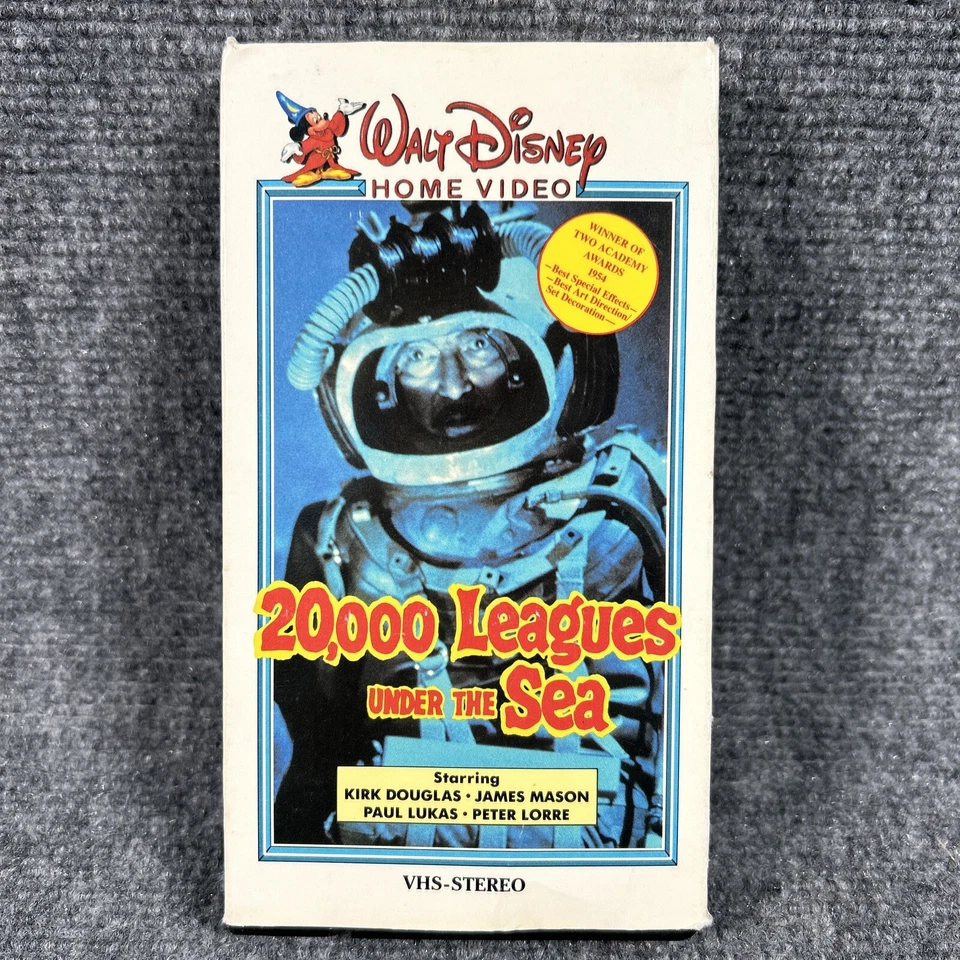 WALT DISNEY
HOME VIDEO
WINNER OF
TWO ACADEMY
AWARDS
1954
—Best Special Effects—
—Best Art Direction/
Set Decoration—
20,000 Leagues
UNDER THE Sea
Starring
KIRK DOUGLAS • JAMES MASON
PAUL LUKAS • PETER LORRE
VHS-STEREO